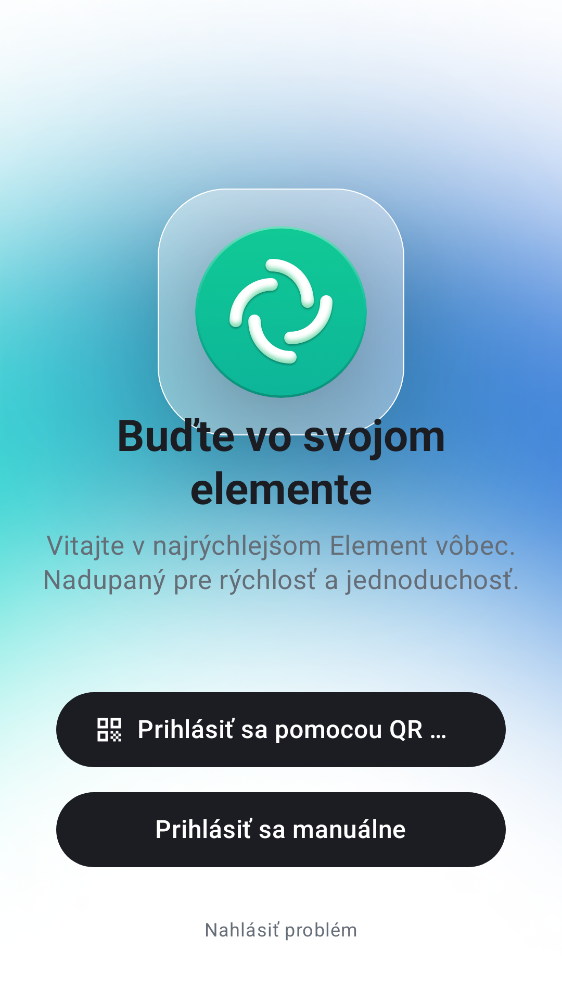 Buďte vo svojom
elemente
Vitajte v najrýchlejšom Element vôbec.
Nadupaný pre rýchlosť a jednoduchosť.
Prihlásiť sa pomocou QR ...
Prihlásiť sa manuálne
Nahlásiť problém